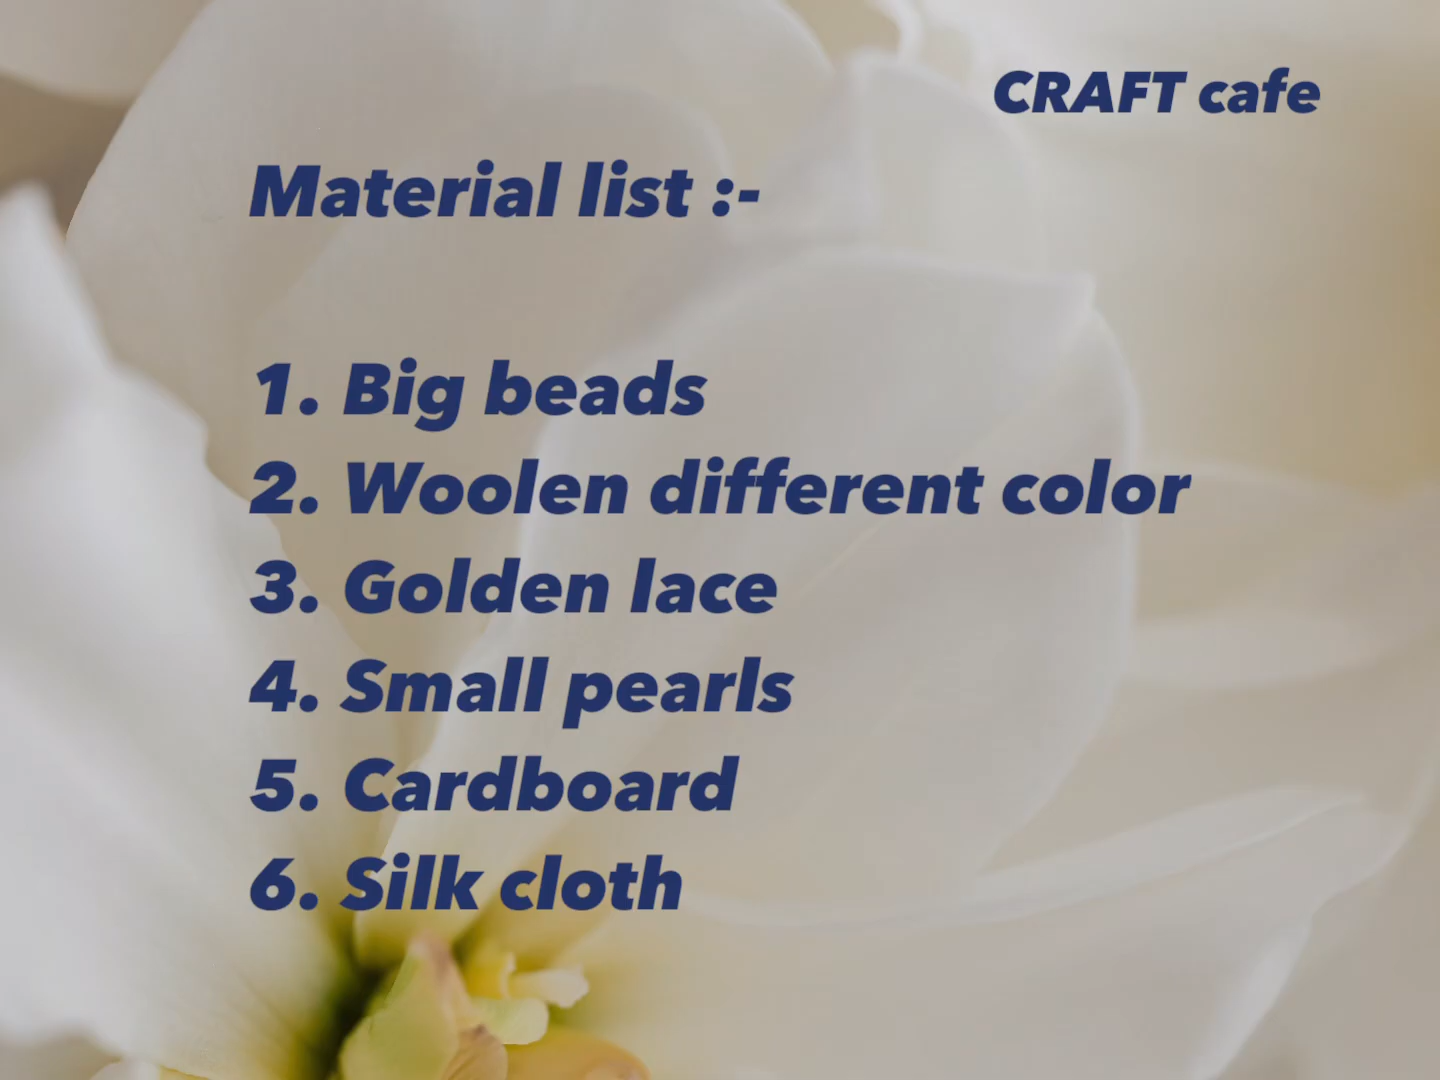 CRAFT cafe
Material list :-
1. Big beads
2. Woolen different color
3. Golden lace
4. Small pearls
5. Cardboard
6. Silk cloth